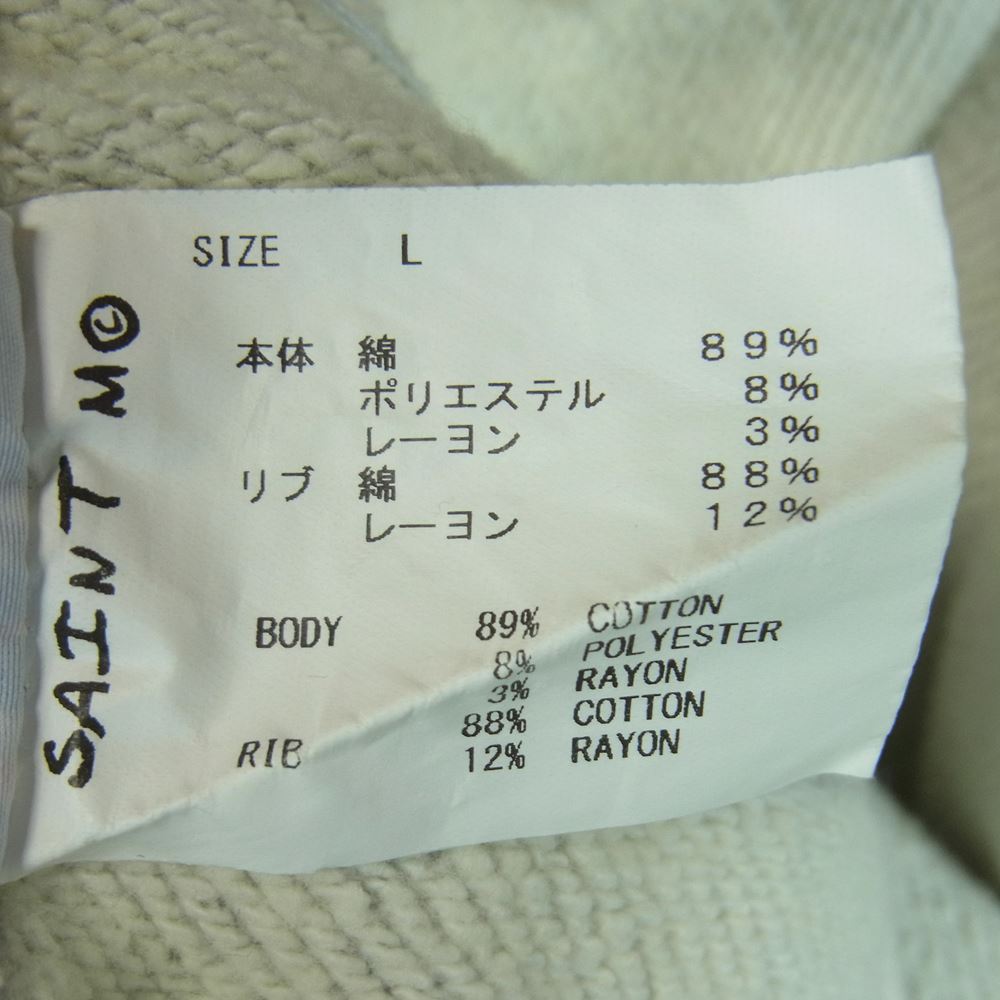 SIZE L
本体 綿 89%
ポリエステル 8%
レーヨン 3%
リブ 綿 88%
レーヨン 12%
BODY 89% COTTON
8% POLYESTER
3% RAYON
RIB 88% COTTON
12% RAYON
SAINT M